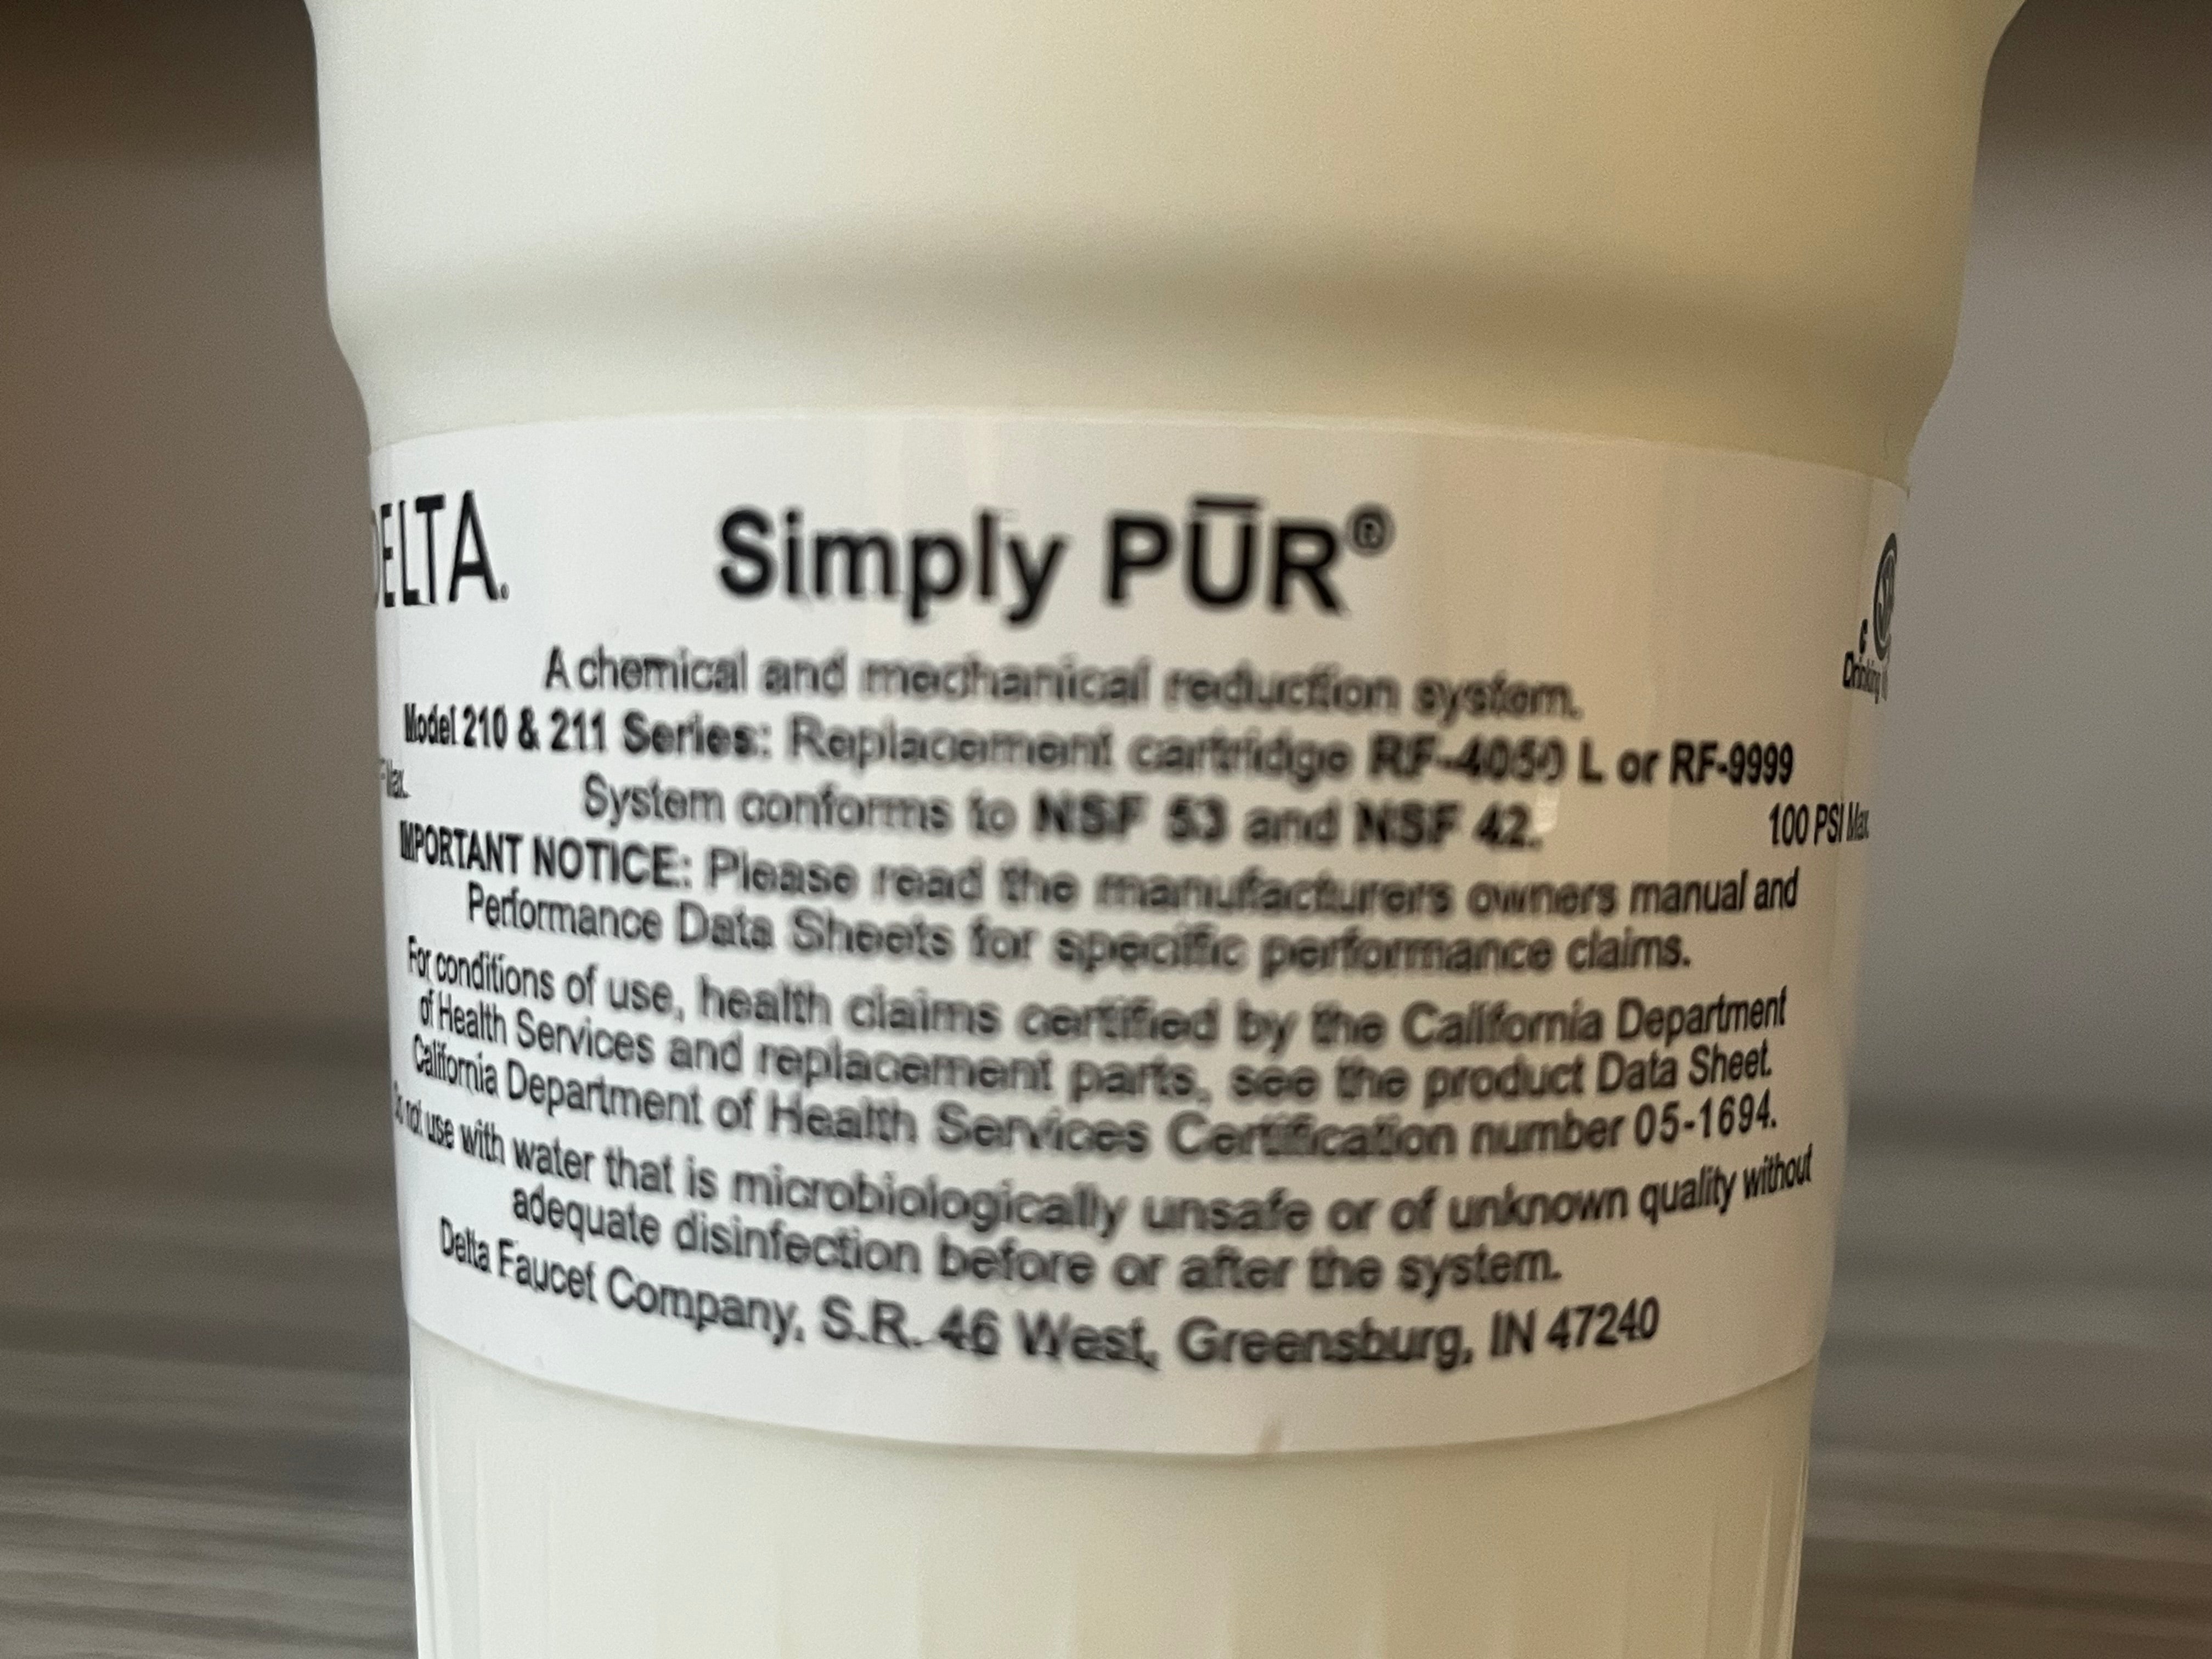 DELTA.
Simply PŪR®
A chemical and mechanical reduction system.
Model 210 & 211 Series: Replacement cartridge RF-4050 L or RF-9999
Max.
System conforms to NSF 53 and NSF 42.
100 PSI Max.
IMPORTANT NOTICE: Please read the manufacturers owners manual and
Performance Data Sheets for specific performance claims.
For conditions of use, health claims certified by the California Department
of Health Services and replacement parts, see the product Data Sheet.
California Department of Health Services Certification number 05-1694.
Do not use with water that is microbiologically unsafe or of unknown quality without
adequate disinfection before or after the system.
Delta Faucet Company, S.R. 46 West, Greensburg, IN 47240
Drinking